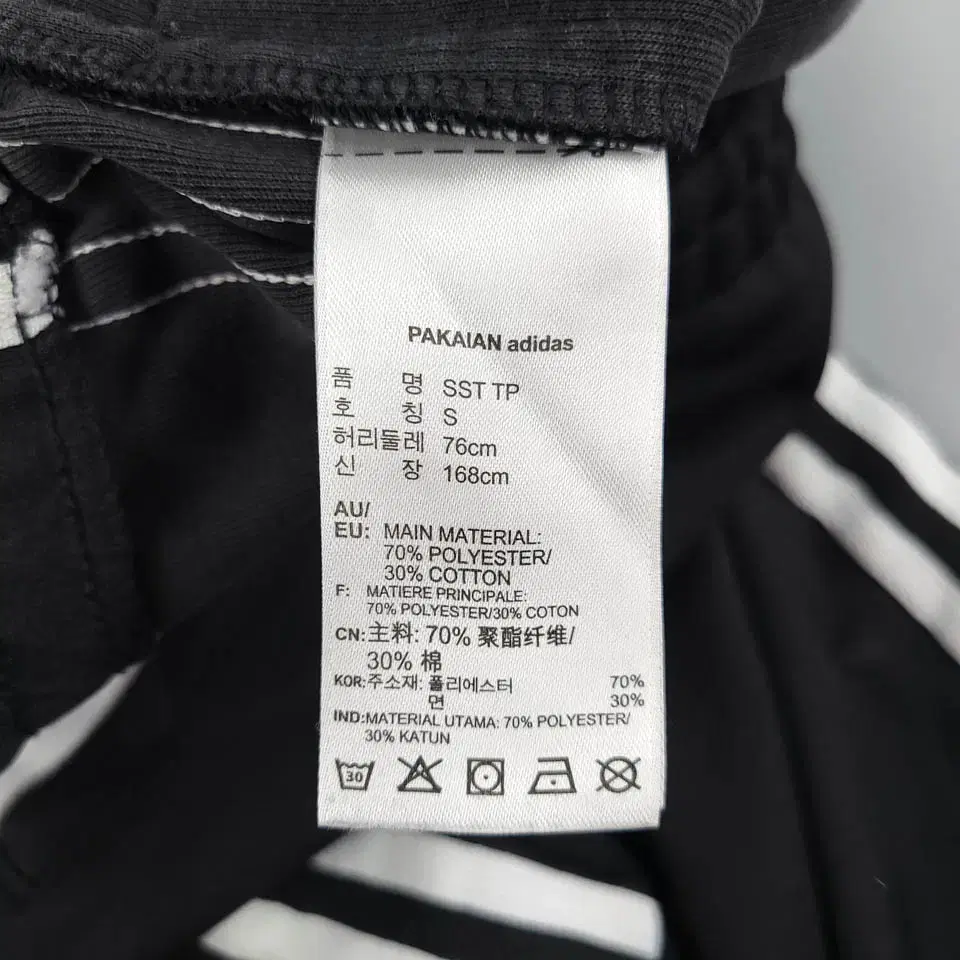 PAKAIAN adidas
품 명 SST TP
호 칭 S
허리둘레 76cm
신 장 168cm
AU/
EU: MAIN MATERIAL:
70% POLYESTER/
30% COTTON
F: MATIERE PRINCIPALE:
70% POLYESTER/30% COTON
CN:主料: 70% 聚酯纤维/
30% 棉
KOR:주소재: 폴리에스터 70%
면 30%
IND:MATERIAL UTAMA: 70% POLYESTER/
30% KATUN
30